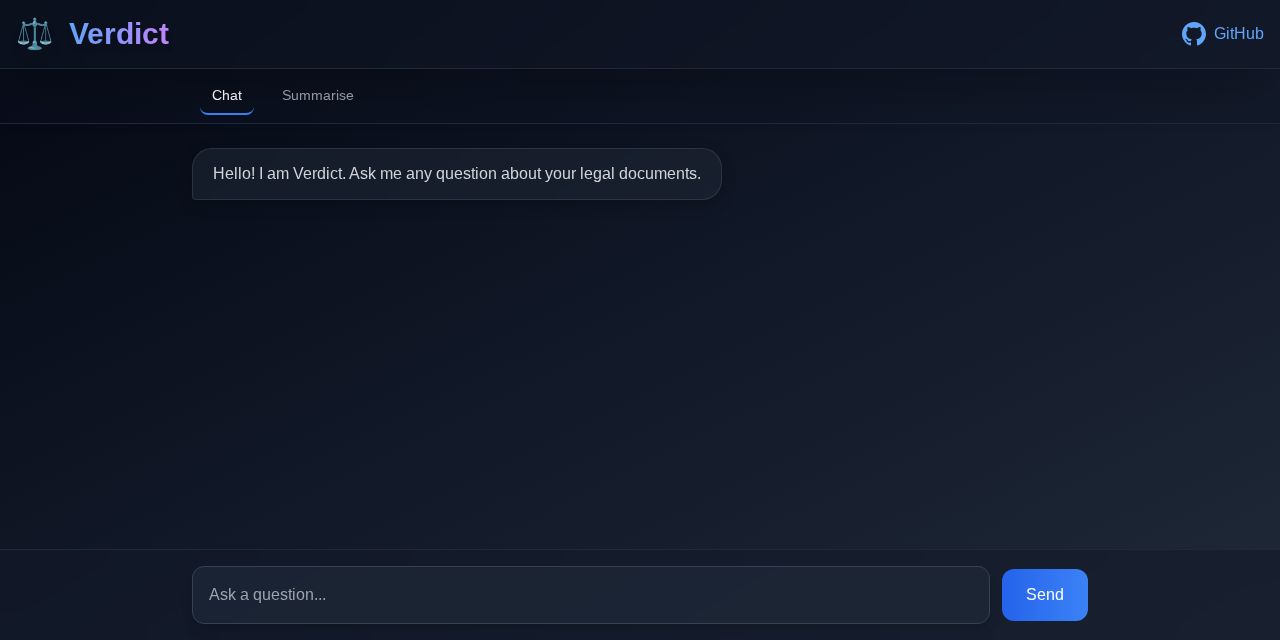 Verdict
GitHub
Chat
Summarise
Hello! I am Verdict. Ask me any question about your legal documents.
Ask a question...
Send